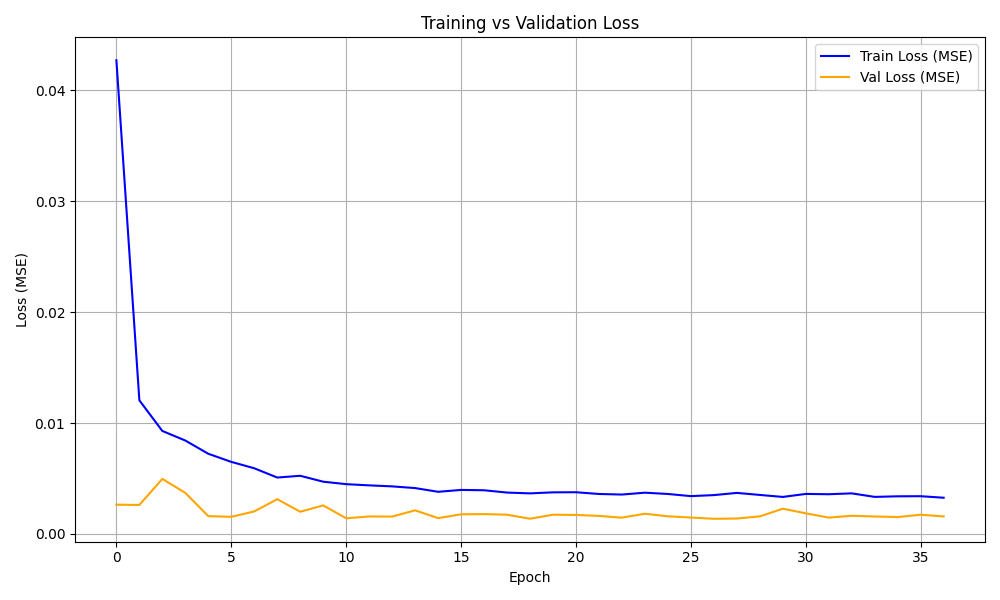 Training vs Validation Loss
Train Loss (MSE)
Val Loss (MSE)
0.04
0.03
0.02
0.01
0.00
Loss (MSE)
0 5 10 15 20 25 30 35
Epoch